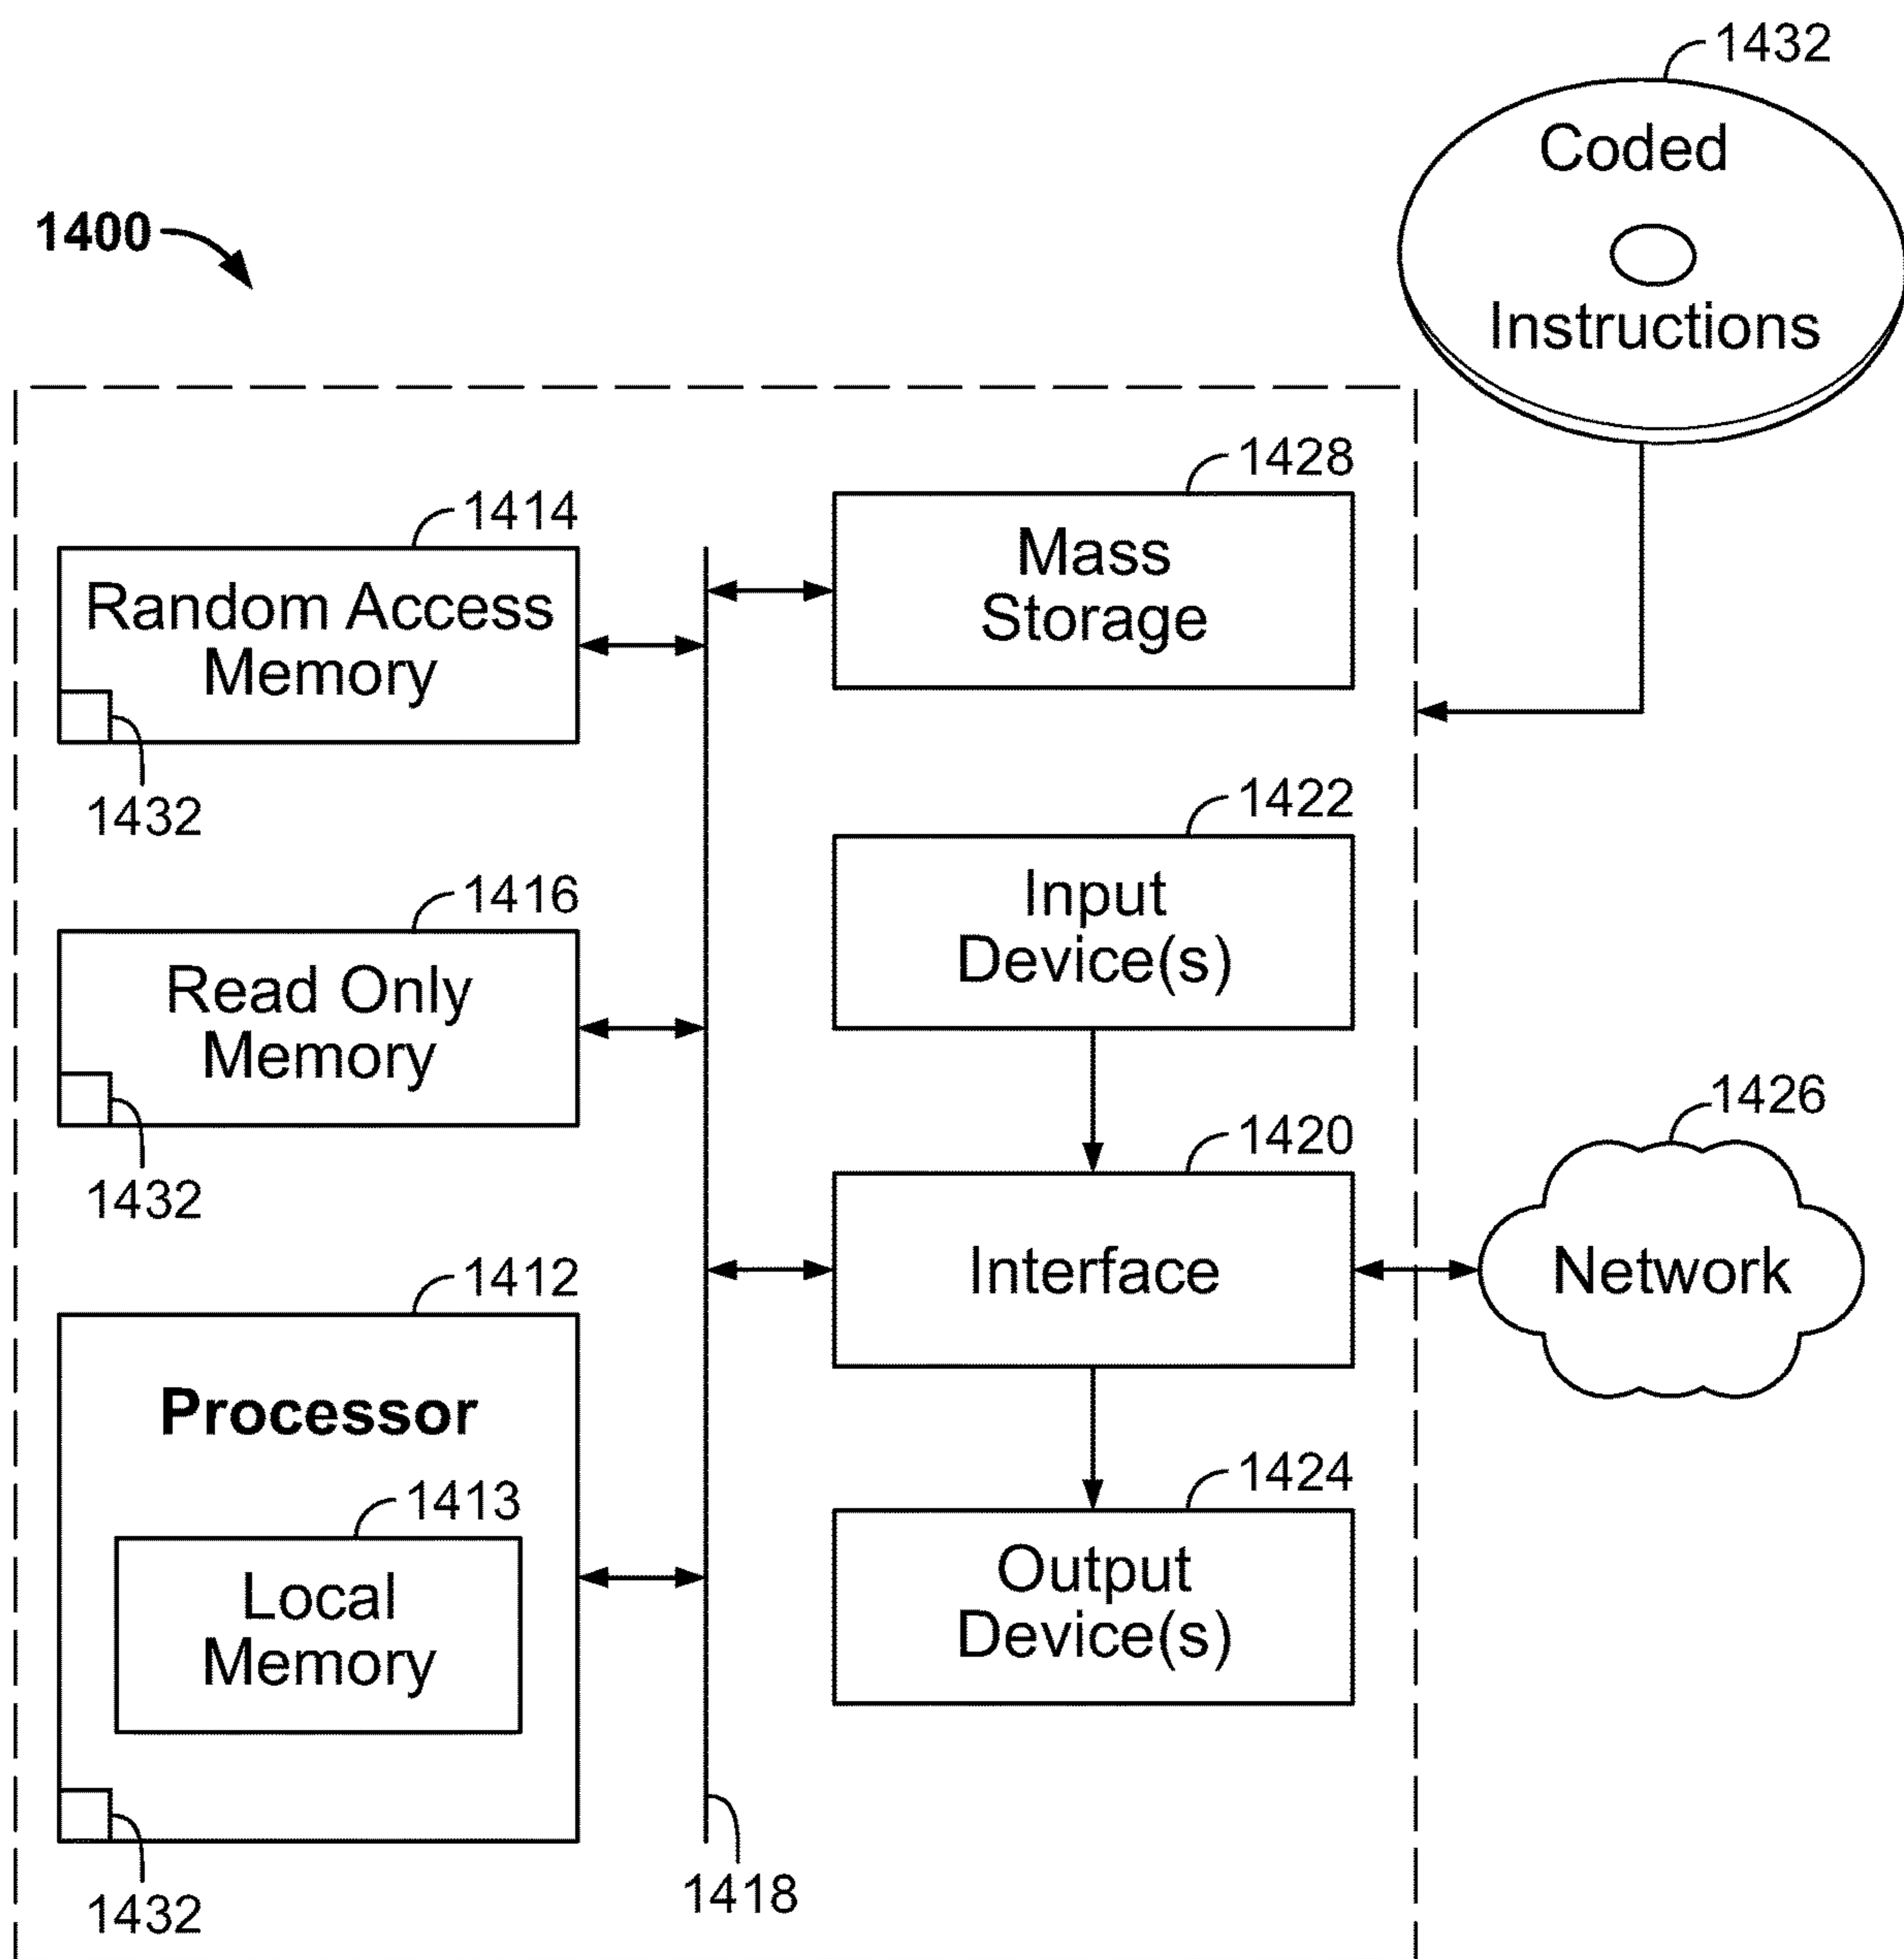 1432
Coded
Instructions
1400
1428
Mass
Storage
1414
Random Access
Memory
1432
1422
Input
Device(s)
1416
Read Only
Memory
1432
1420
Interface
1426
Network
1412
Processor
1413
Local
Memory
1432
1424
Output
Device(s)
1418